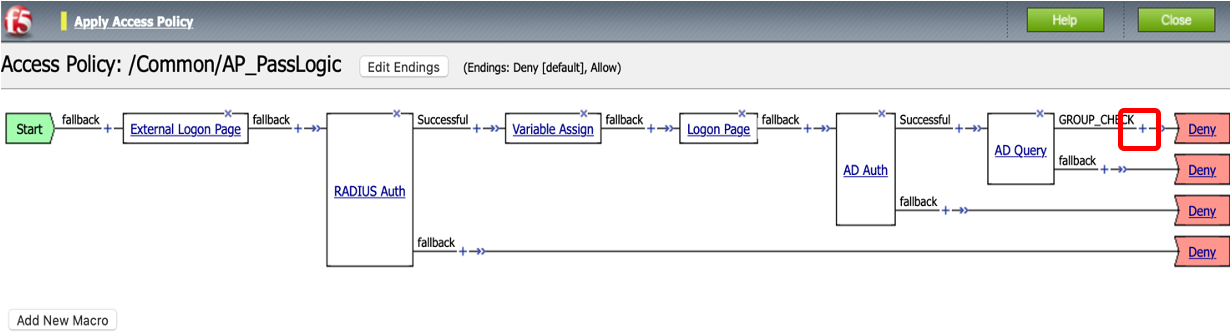 f5 Apply Access Policy Help Close
Access Policy: /Common/AP_PassLogic Edit Endings (Endings: Deny [default], Allow)
Start fallback + External Logon Page fallback + Successful + Variable Assign fallback + Logon Page fallback + Successful + GROUP_CHECK + Deny
AD Query
fallback + Deny
RADIUS Auth
AD Auth
fallback + Deny
fallback + Deny
Add New Macro